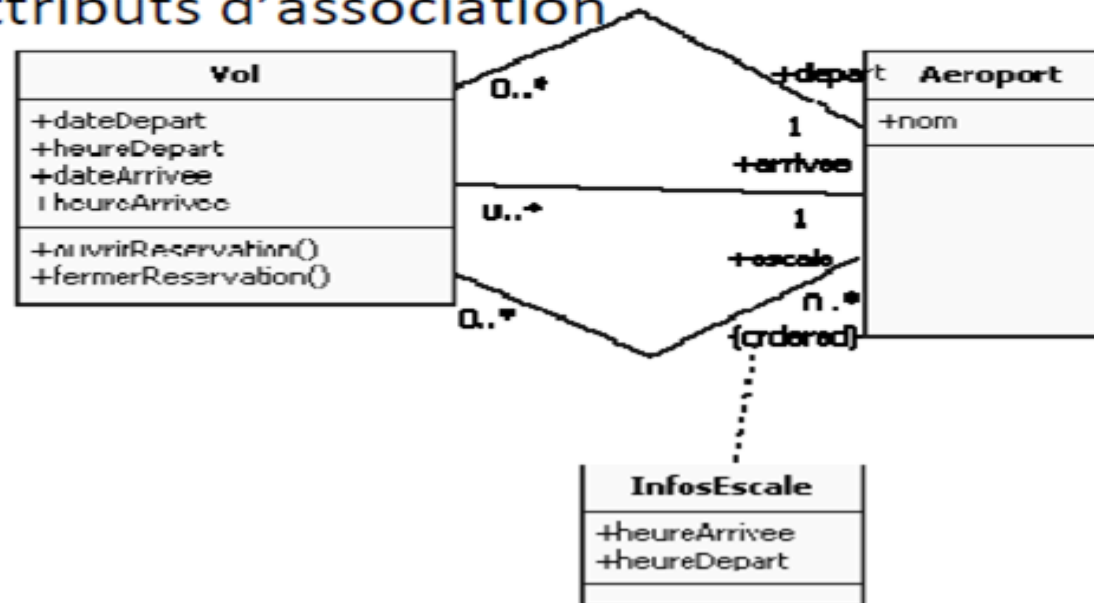 ttributs d'association
Vol
+dateDepart
+heureDepart
+dateArrivee
+heureArrivee
+ouvrirReservation()
+fermerReservation()
0..*
+depart
1
+arrivee
0..*
1
+escale
0..*
0..*
{ordered}
Aeroport
+nom
InfosEscale
+heureArrivee
+heureDepart